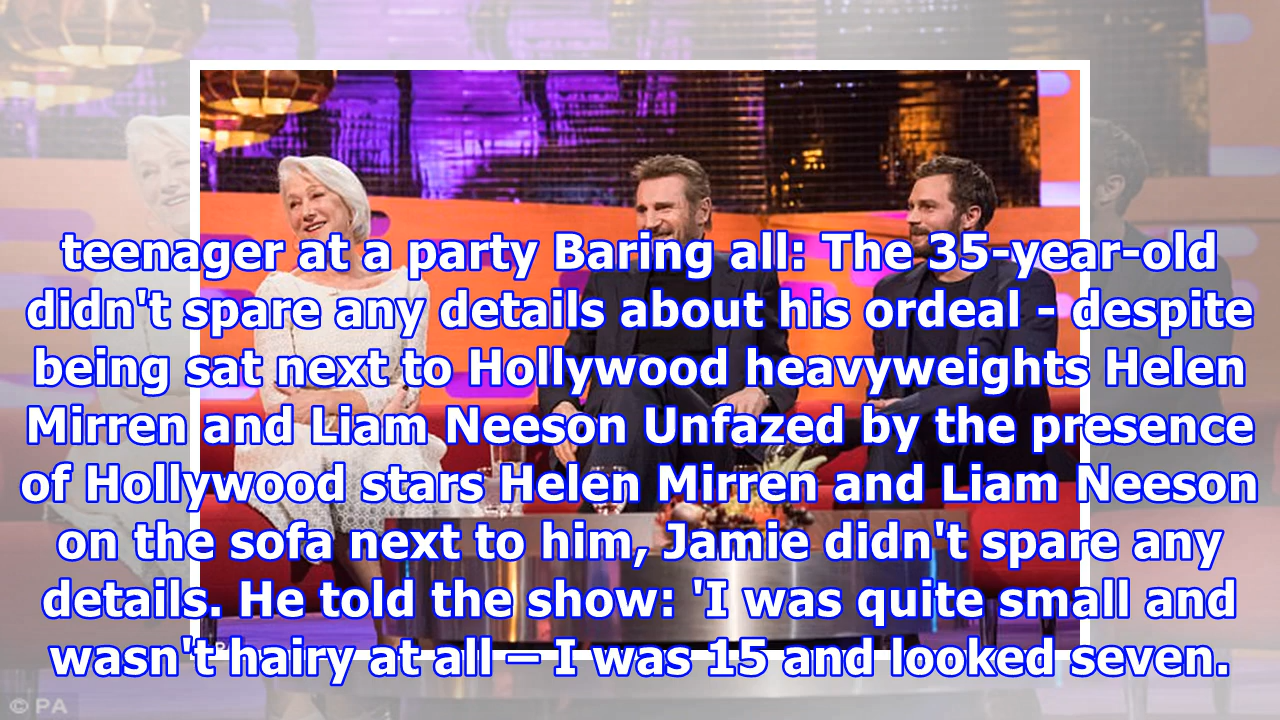 teenager at a party Baring all: The 35-year-old
didn't spare any details about his ordeal - despite
being sat next to Hollywood heavyweights Helen
Mirren and Liam Neeson Unfazed by the presence
of Hollywood stars Helen Mirren and Liam Neeson
on the sofa next to him, Jamie didn't spare any
details. He told the show: 'I was quite small and
wasn't hairy at all – I was 15 and looked seven.
© PA